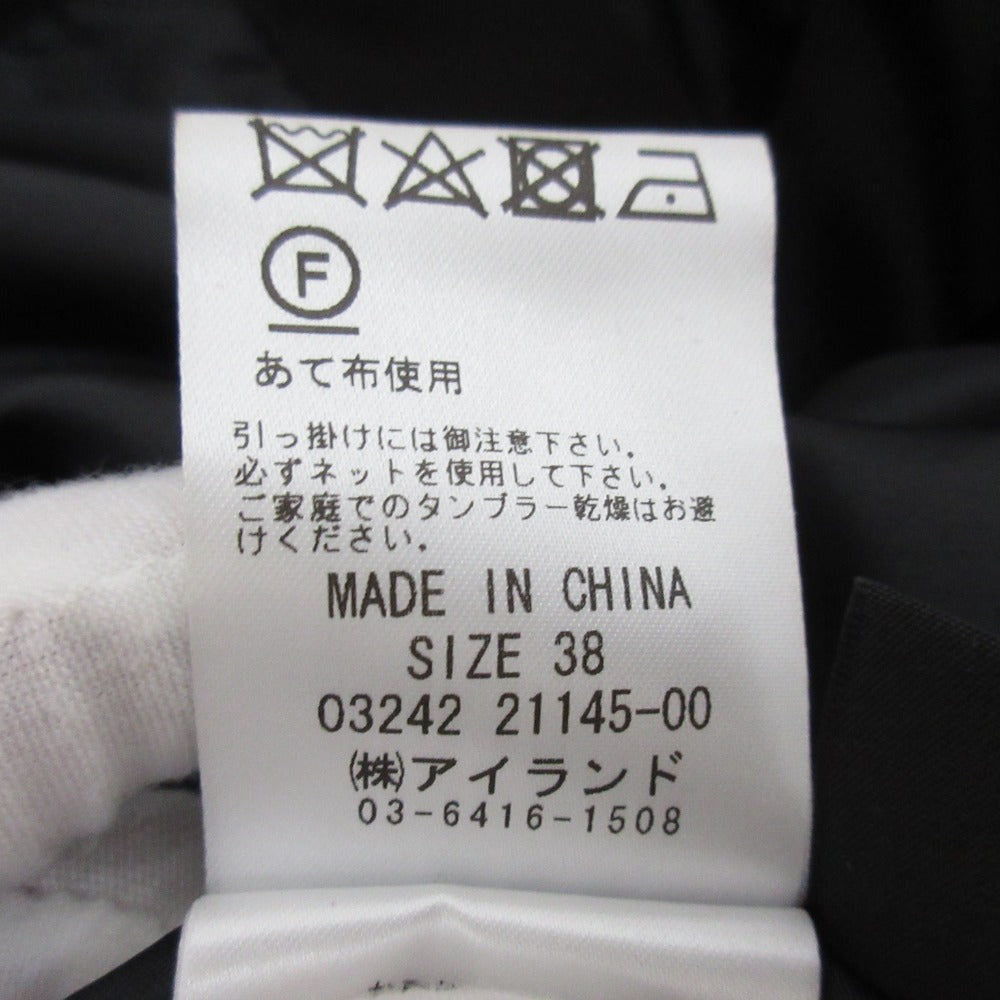 F
あて布使用
引っ掛けには御注意下さい。
必ずネットを使用して下さい。
ご家庭でのタンブラー乾燥はお避
けください。
MADE IN CHINA
SIZE 38
03242 21145-00
(株)アイランド
03-6416-1508